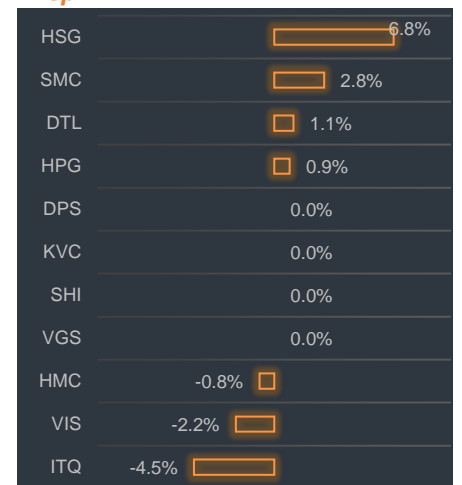 HSG 6.8%
SMC 2.8%
DTL 1.1%
HPG 0.9%
DPS 0.0%
KVC 0.0%
SHI 0.0%
VGS 0.0%
HMC -0.8%
VIS -2.2%
ITQ -4.5%